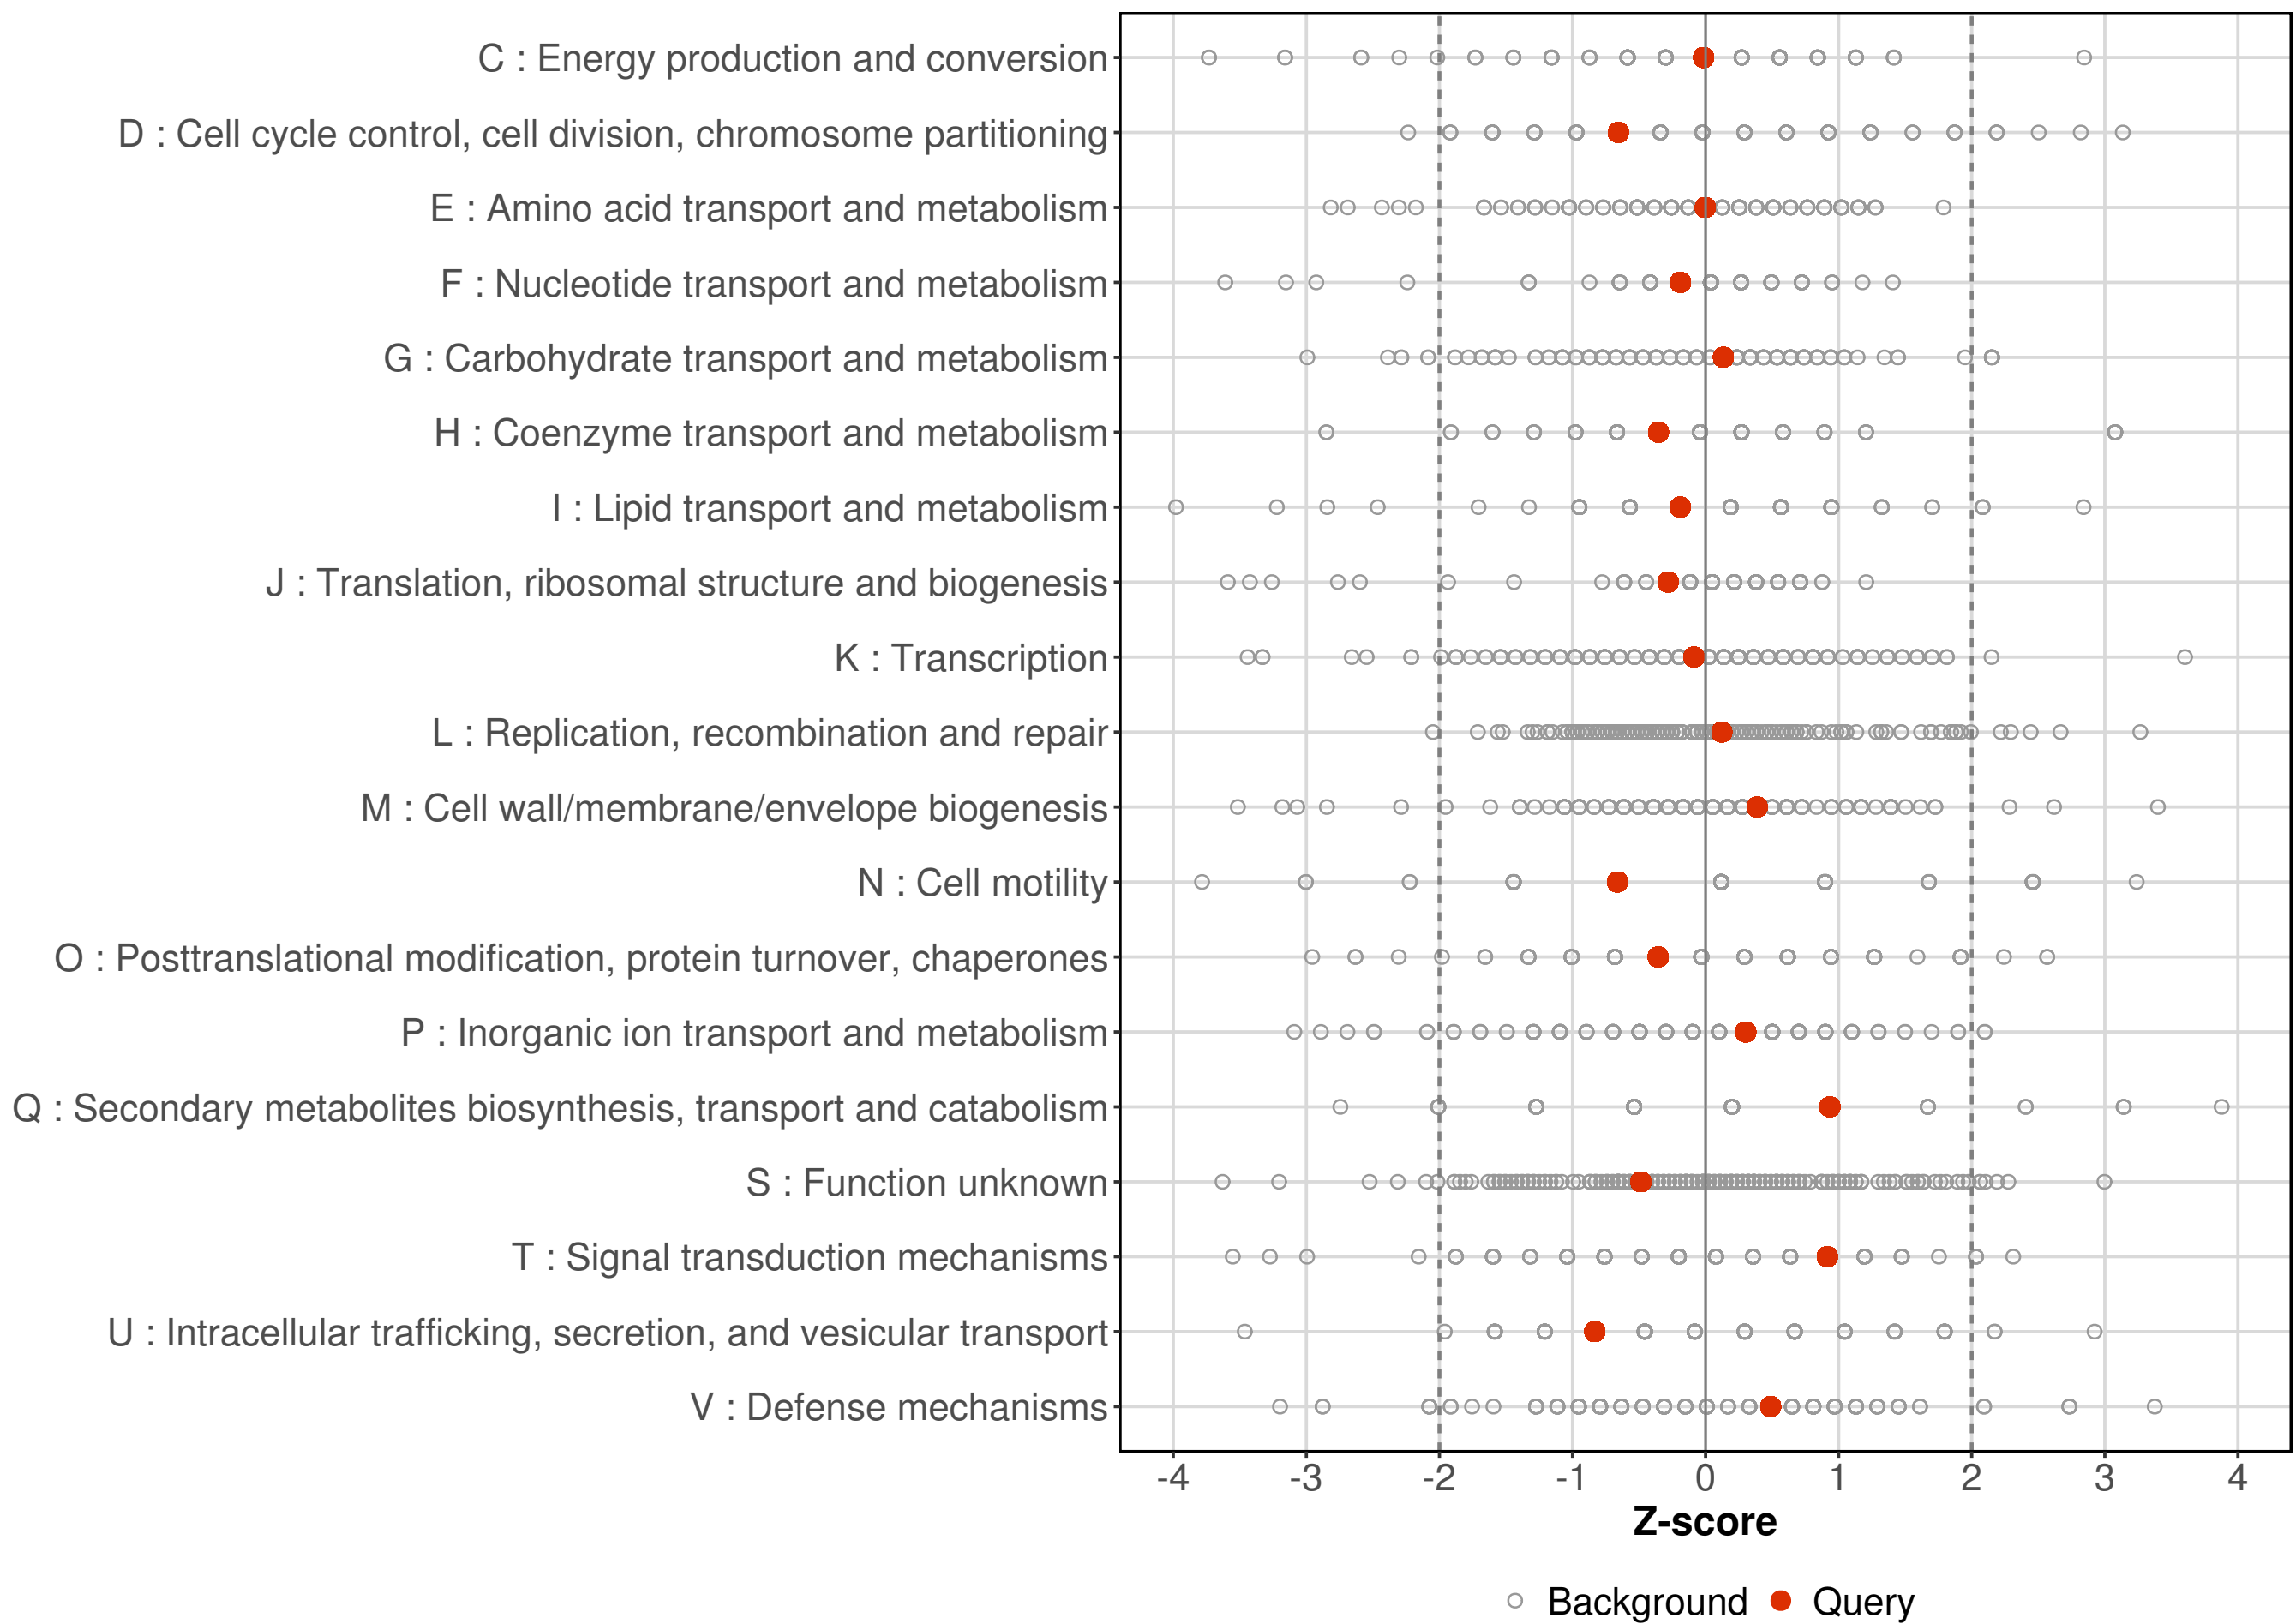 C : Energy production and conversion
D : Cell cycle control, cell division, chromosome partitioning
E : Amino acid transport and metabolism
F : Nucleotide transport and metabolism
G : Carbohydrate transport and metabolism
H : Coenzyme transport and metabolism
I : Lipid transport and metabolism
J : Translation, ribosomal structure and biogenesis
K : Transcription
L : Replication, recombination and repair
M : Cell wall/membrane/envelope biogenesis
N : Cell motility
O : Posttranslational modification, protein turnover, chaperones
P : Inorganic ion transport and metabolism
Q : Secondary metabolites biosynthesis, transport and catabolism
S : Function unknown
T : Signal transduction mechanisms
U : Intracellular trafficking, secretion, and vesicular transport
V : Defense mechanisms
-4 -3 -2 -1 0 1 2 3 4
Z-score
Background Query